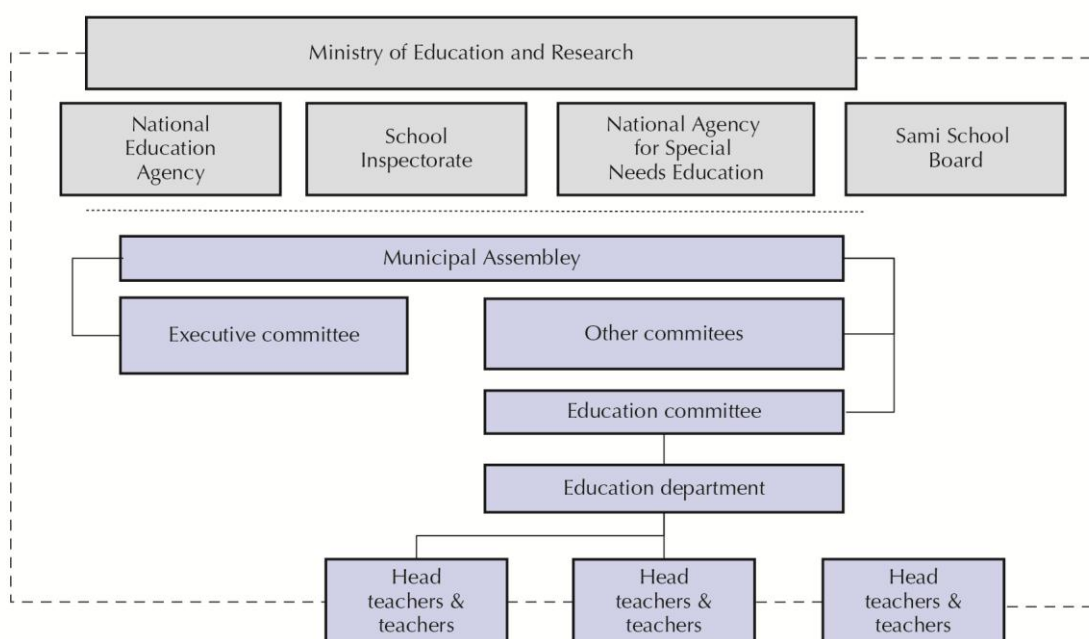 Ministry of Education and Research
National
Education
Agency
School
Inspectorate
National Agency
for Special
Needs Education
Sami School
Board
Municipal Assembley
Executive committee
Other commitees
Education committee
Education department
Head
teachers &
teachers
Head
teachers &
teachers
Head
teachers &
teachers